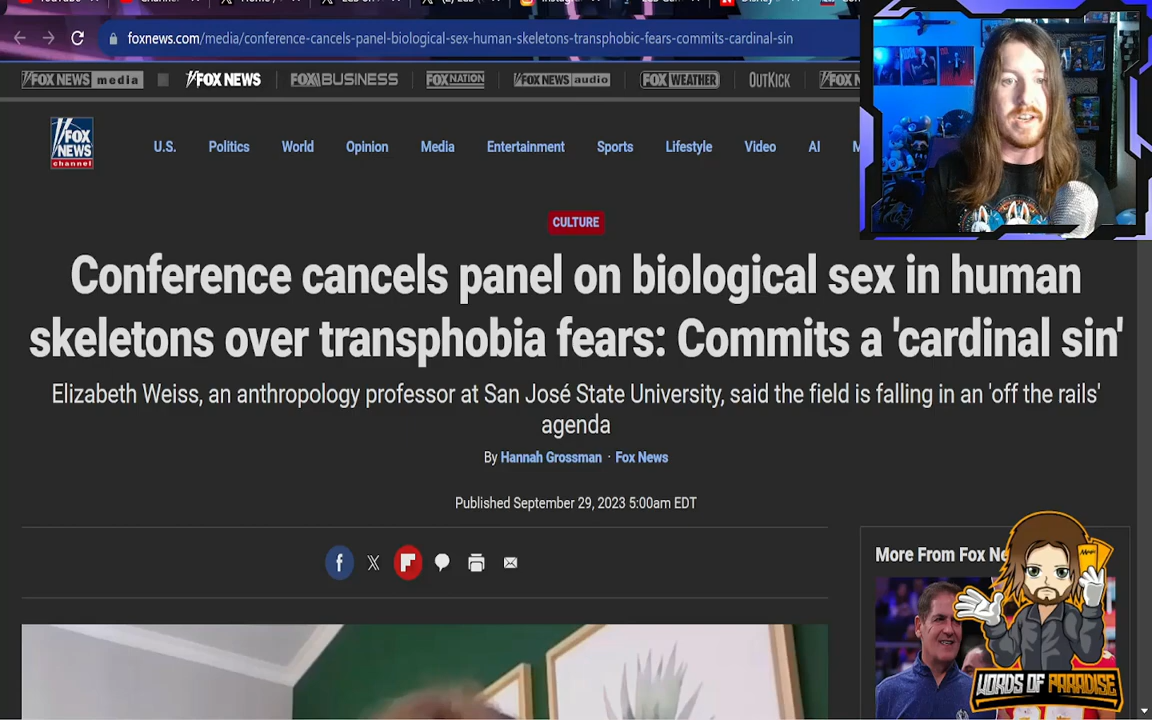 foxnews.com/media/conference-cancels-panel-biological-sex-human-skeletons-transphobic-fears-commits-cardinal-sin
FOX NEWS media
FOX NEWS
FOX BUSINESS
FOX NATION
FOX NEWS audio
FOX WEATHER
OUTKICK
FOX N
FOX
NEWS
channel
U.S. Politics World Opinion Media Entertainment Sports Lifestyle Video AI
CULTURE
Conference cancels panel on biological sex in human
skeletons over transphobia fears: Commits a 'cardinal sin'
Elizabeth Weiss, an anthropology professor at San José State University, said the field is falling in an 'off the rails'
agenda
By Hannah Grossman · Fox News
Published September 29, 2023 5:00am EDT
More From Fox Ne
WORDS OF PARADISE